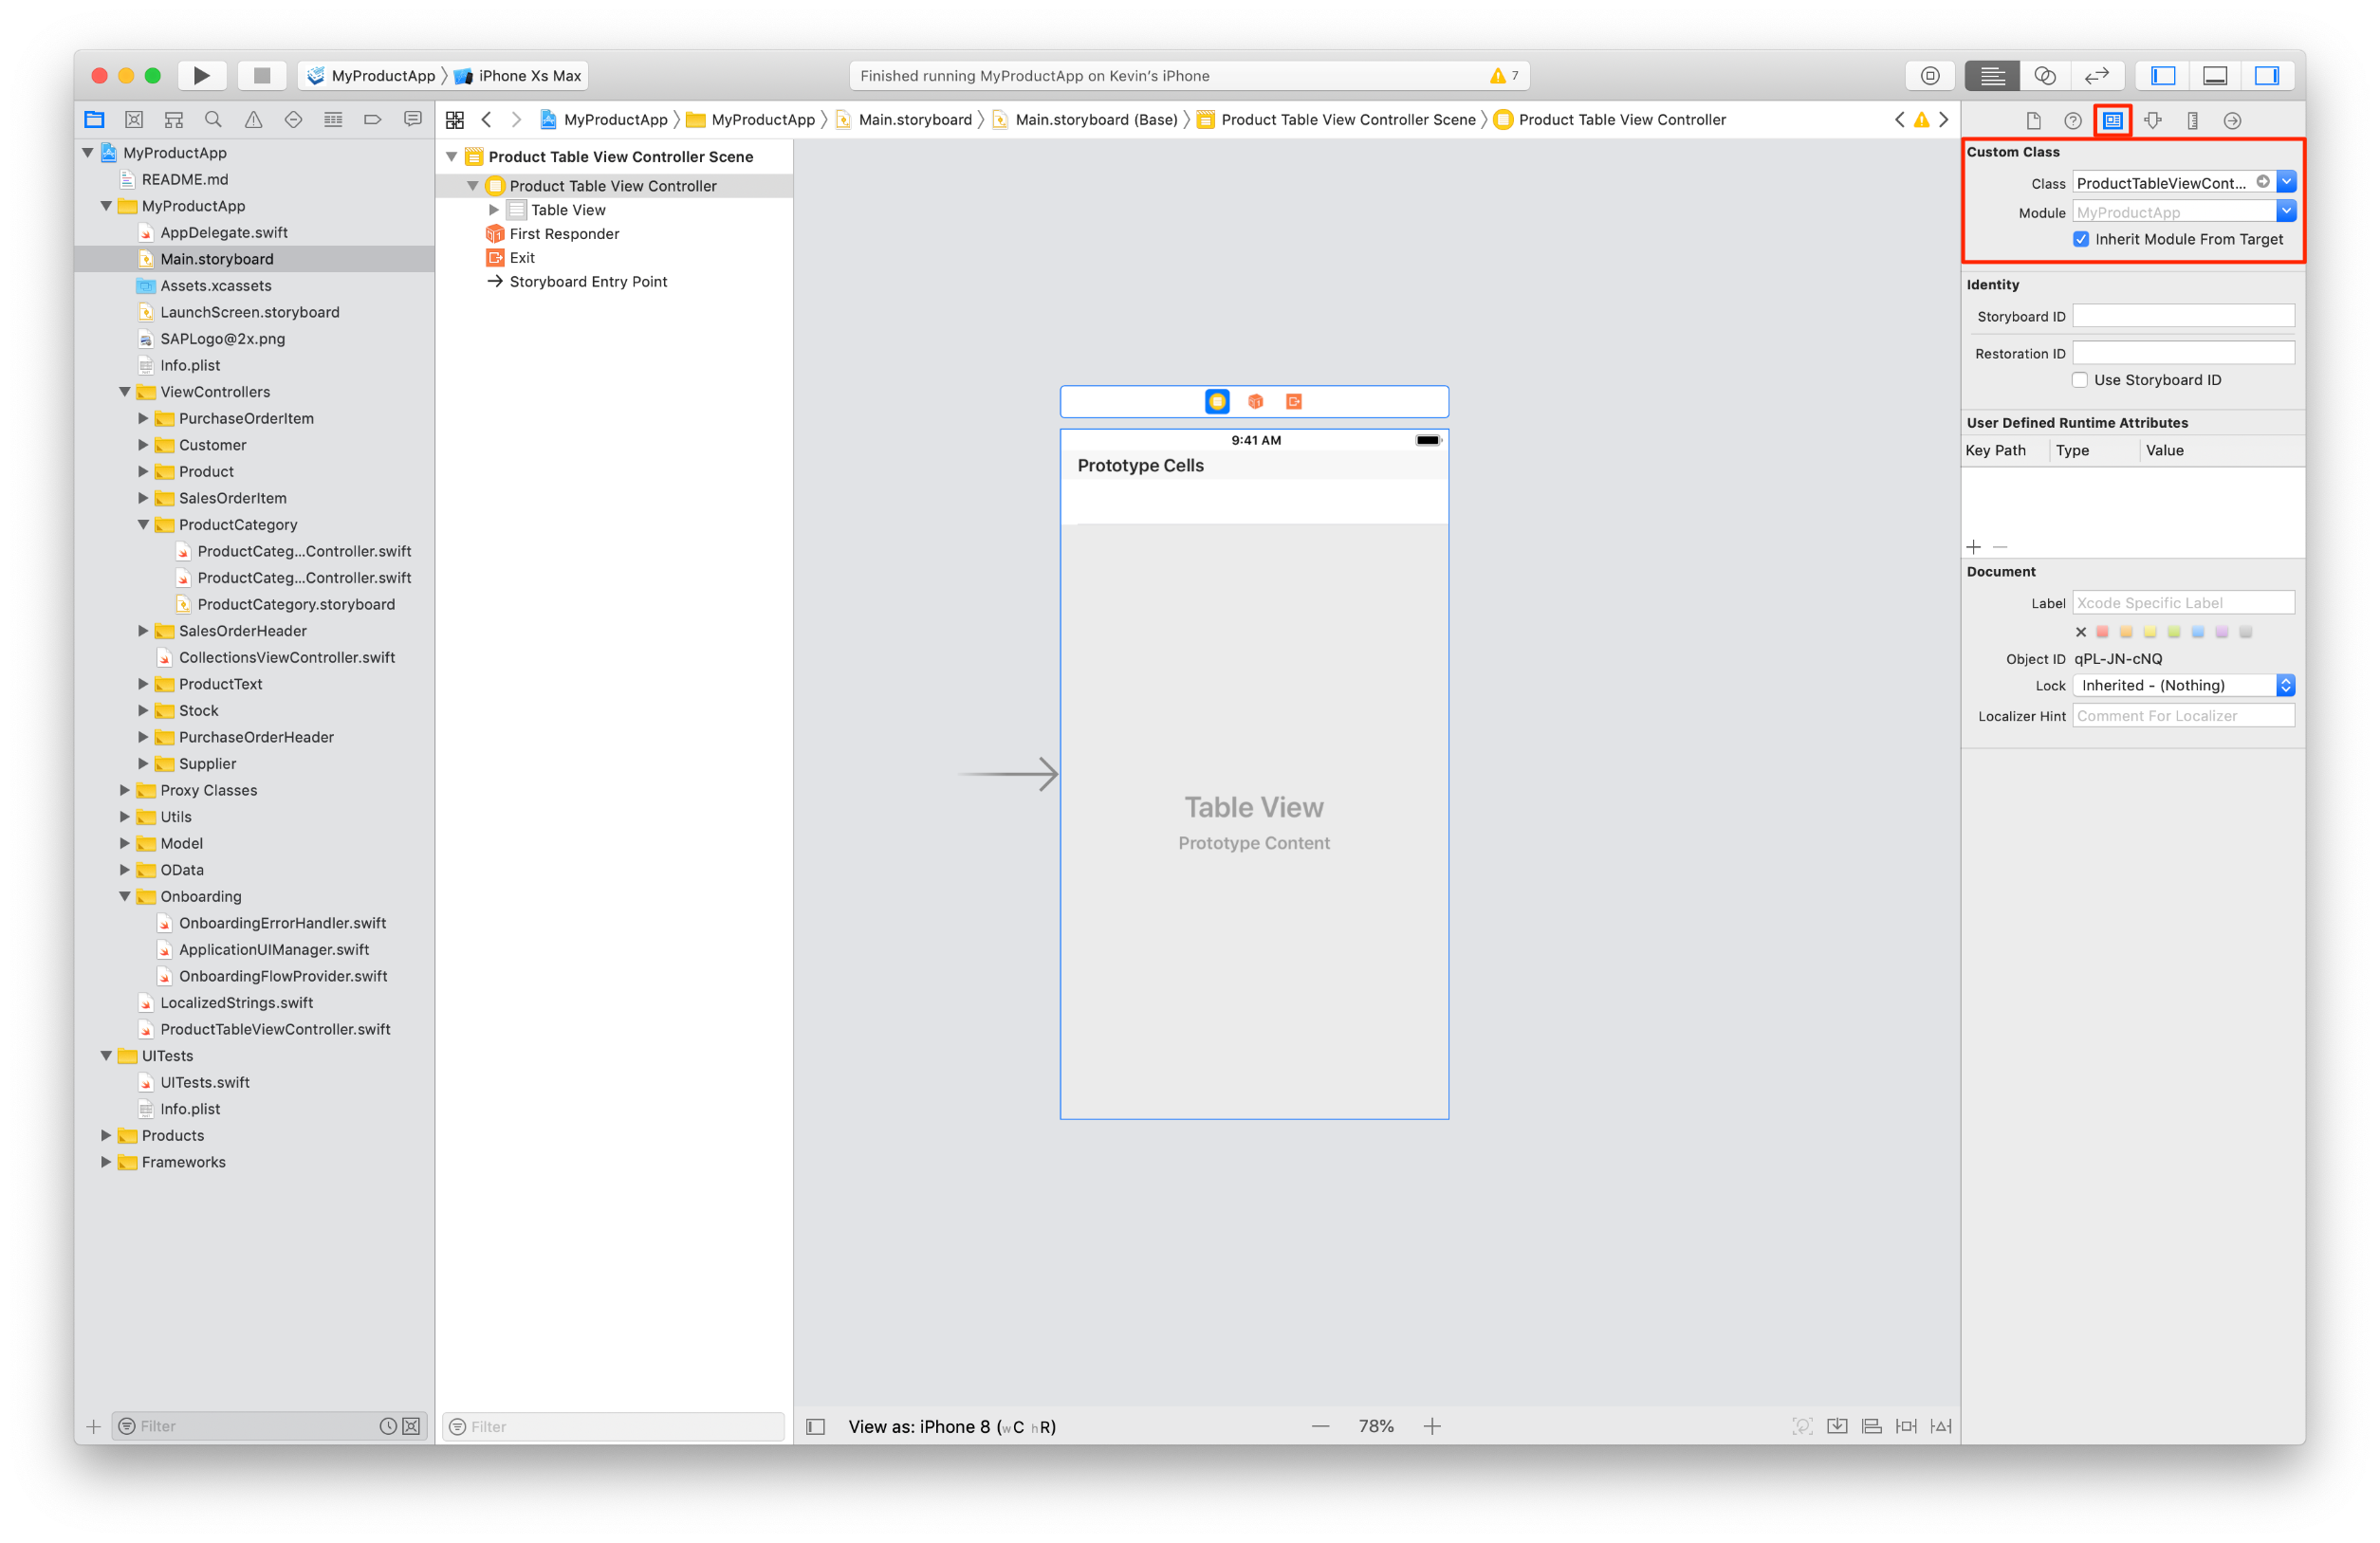 MyProductApp
iPhone Xs Max
Finished running MyProductApp on Kevin's iPhone
7
MyProductApp
README.md
MyProductApp
AppDelegate.swift
Main.storyboard
Assets.xcassets
LaunchScreen.storyboard
SAPLogo@2x.png
Info.plist
ViewControllers
PurchaseOrderItem
Customer
Product
SalesOrderItem
ProductCategory
ProductCateg...Controller.swift
ProductCateg...Controller.swift
ProductCategory.storyboard
SalesOrderHeader
CollectionsViewController.swift
ProductText
Stock
PurchaseOrderHeader
Supplier
Proxy Classes
Utils
Model
OData
Onboarding
OnboardingErrorHandler.swift
ApplicationUIManager.swift
OnboardingFlowProvider.swift
LocalizedStrings.swift
ProductTableViewController.swift
UITests
UITests.swift
Info.plist
Products
Frameworks
Filter
MyProductApp
MyProductApp
Main.storyboard
Main.storyboard (Base)
Product Table View Controller Scene
Product Table View Controller
Product Table View Controller Scene
Product Table View Controller
Table View
First Responder
Exit
Storyboard Entry Point
Filter
9:41 AM
Prototype Cells
Table View
Prototype Content
View as: iPhone 8 (wC hR)
78%
Custom Class
Class ProductTableViewCont...
Module MyProductApp
Inherit Module From Target
Identity
Storyboard ID
Restoration ID
Use Storyboard ID
User Defined Runtime Attributes
Key Path Type Value
Document
Label Xcode Specific Label
Object ID qPL-JN-cNQ
Lock Inherited - (Nothing)
Localizer Hint Comment For Localizer